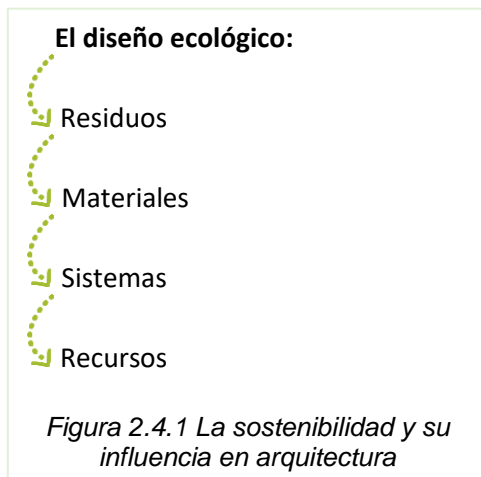 El diseño ecológico:
Residuos
Materiales
Sistemas
Recursos
Figura 2.4.1 La sostenibilidad y su
influencia en arquitectura